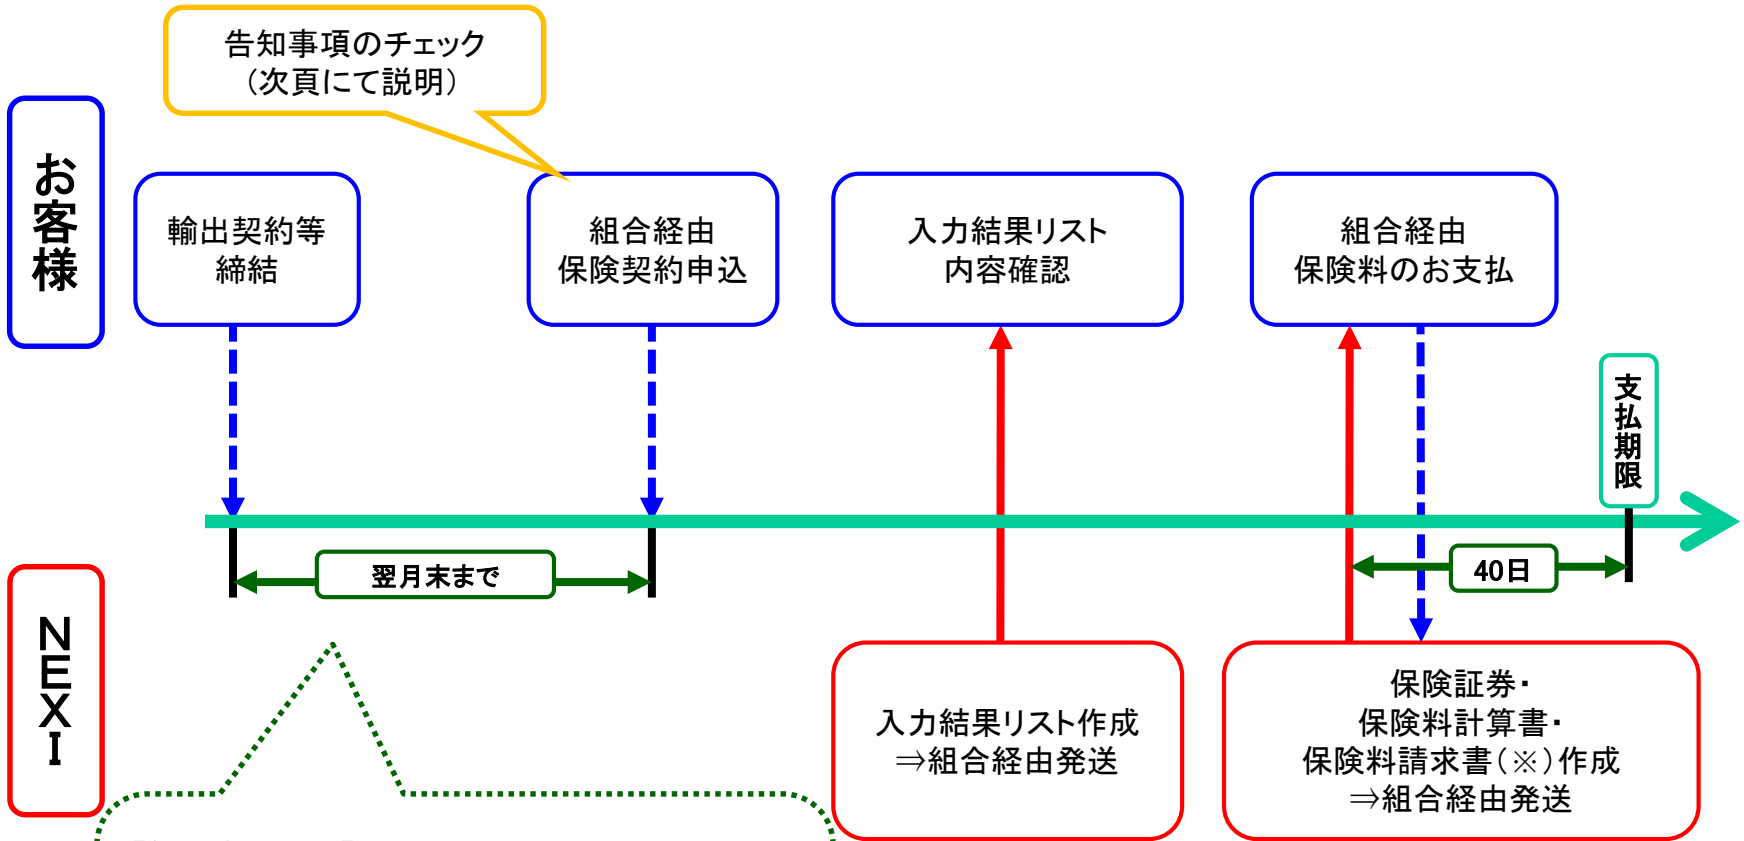 告知事項のチェック
（次頁にて説明）
お客様
輸出契約等
締結
組合経由
保険契約申込
入力結果リスト
内容確認
組合経由
保険料のお支払
支払期限
翌月末まで
40日
ＮＥＸＩ
入力結果リスト作成
⇒組合経由発送
保険証券・
保険料計算書・
保険料請求書（※）作成
⇒組合経由発送